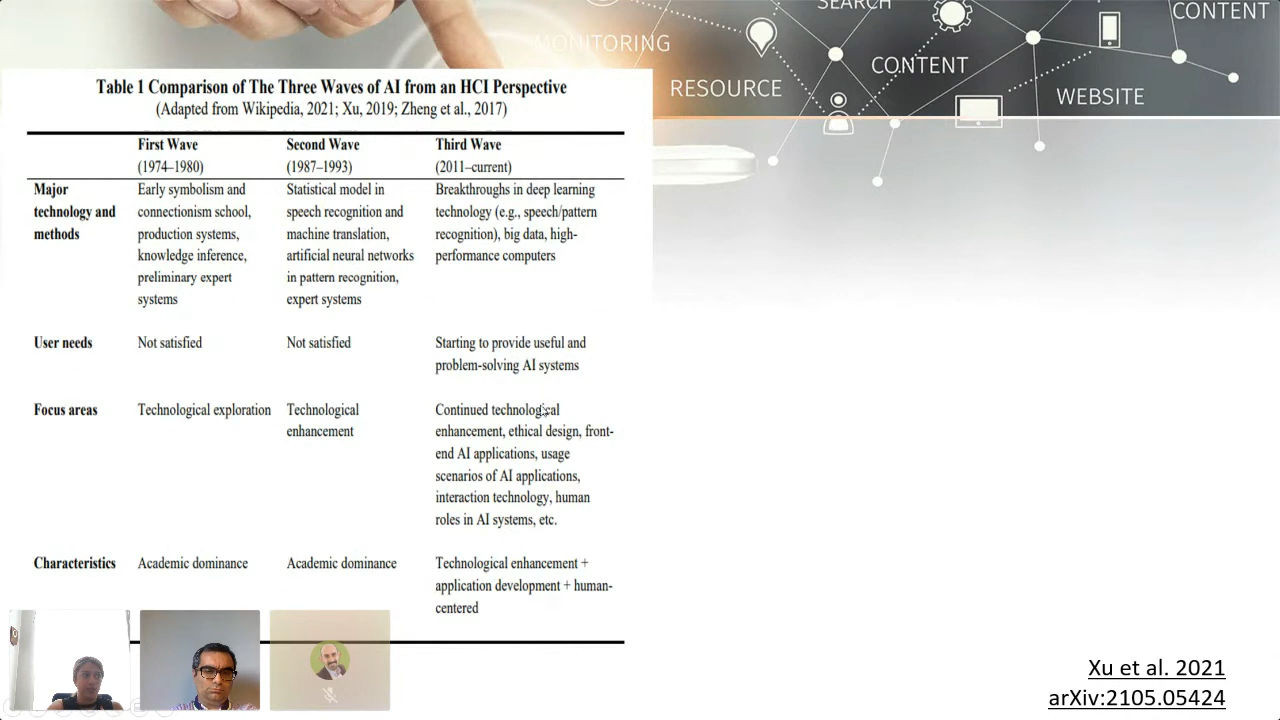 SEARCH
CONTENT
MONITORING
CONTENT
RESOURCE
WEBSITE
Table 1 Comparison of The Three Waves of AI from an HCI Perspective
(Adapted from Wikipedia, 2021; Xu, 2019; Zheng et al., 2017)
First Wave
(1974–1980)
Second Wave
(1987–1993)
Third Wave
(2011–current)
Major
technology and
methods
Early symbolism and
connectionism school,
production systems,
knowledge inference,
preliminary expert
systems
Statistical model in
speech recognition and
machine translation,
artificial neural networks
in pattern recognition,
expert systems
Breakthroughs in deep learning
technology (e.g., speech/pattern
recognition), big data, high-
performance computers
User needs
Not satisfied
Not satisfied
Starting to provide useful and
problem-solving AI systems
Focus areas
Technological exploration
Technological
enhancement
Continued technological
enhancement, ethical design, front-
end AI applications, usage
scenarios of AI applications,
interaction technology, human
roles in AI systems, etc.
Characteristics
Academic dominance
Academic dominance
Technological enhancement +
application development + human-
centered
Xu et al. 2021
arXiv:2105.05424